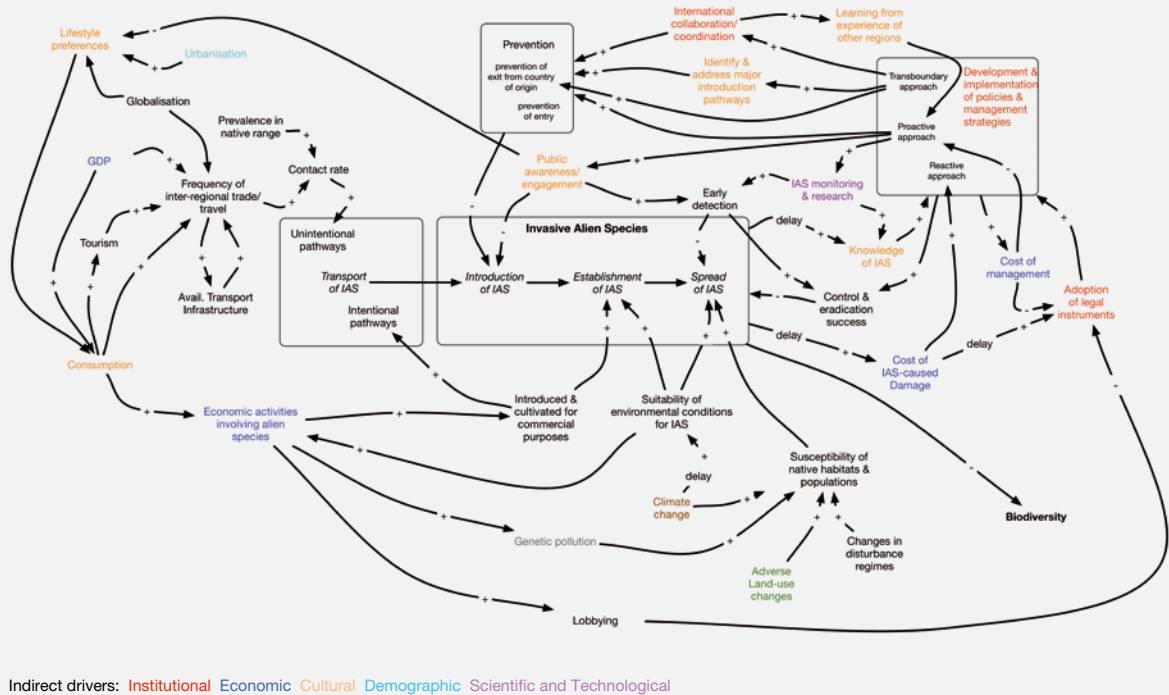 International
collaboration/
coordination
Learning from
experience of
other regions
Lifestyle
preferences
Urbanisation
Prevention
prevention of
exit from country
of origin
prevention
of entry
Identify &
address major
introduction
pathways
Transboundary
approach
Development &
implementation
of policies &
management
strategies
Proactive
approach
Reactive
approach
Globalisation
Prevalence in
native range
GDP
Contact rate
Frequency of
inter-regional trade/
travel
Public
awareness/
engagement
Early
detection
IAS monitoring
& research
Tourism
Unintentional
pathways
Invasive Alien Species
delay
Knowledge
of IAS
Cost of
management
Transport
of IAS
Introduction
of IAS
Establishment
of IAS
Spread
of IAS
Avail. Transport
Infrastructure
Intentional
pathways
Control &
eradication
success
Adoption
of legal
instruments
delay
delay
Consumption
Cost of
IAS-caused
Damage
Economic activities
involving alien
species
Introduced &
cultivated for
commercial
purposes
Suitability of
environmental conditions
for IAS
Susceptibility of
native habitats &
populations
delay
Climate
change
Biodiversity
Genetic pollution
Changes in
disturbance
regimes
Adverse
Land-use
changes
Lobbying
Indirect drivers: Institutional Economic Cultural Demographic Scientific and Technological